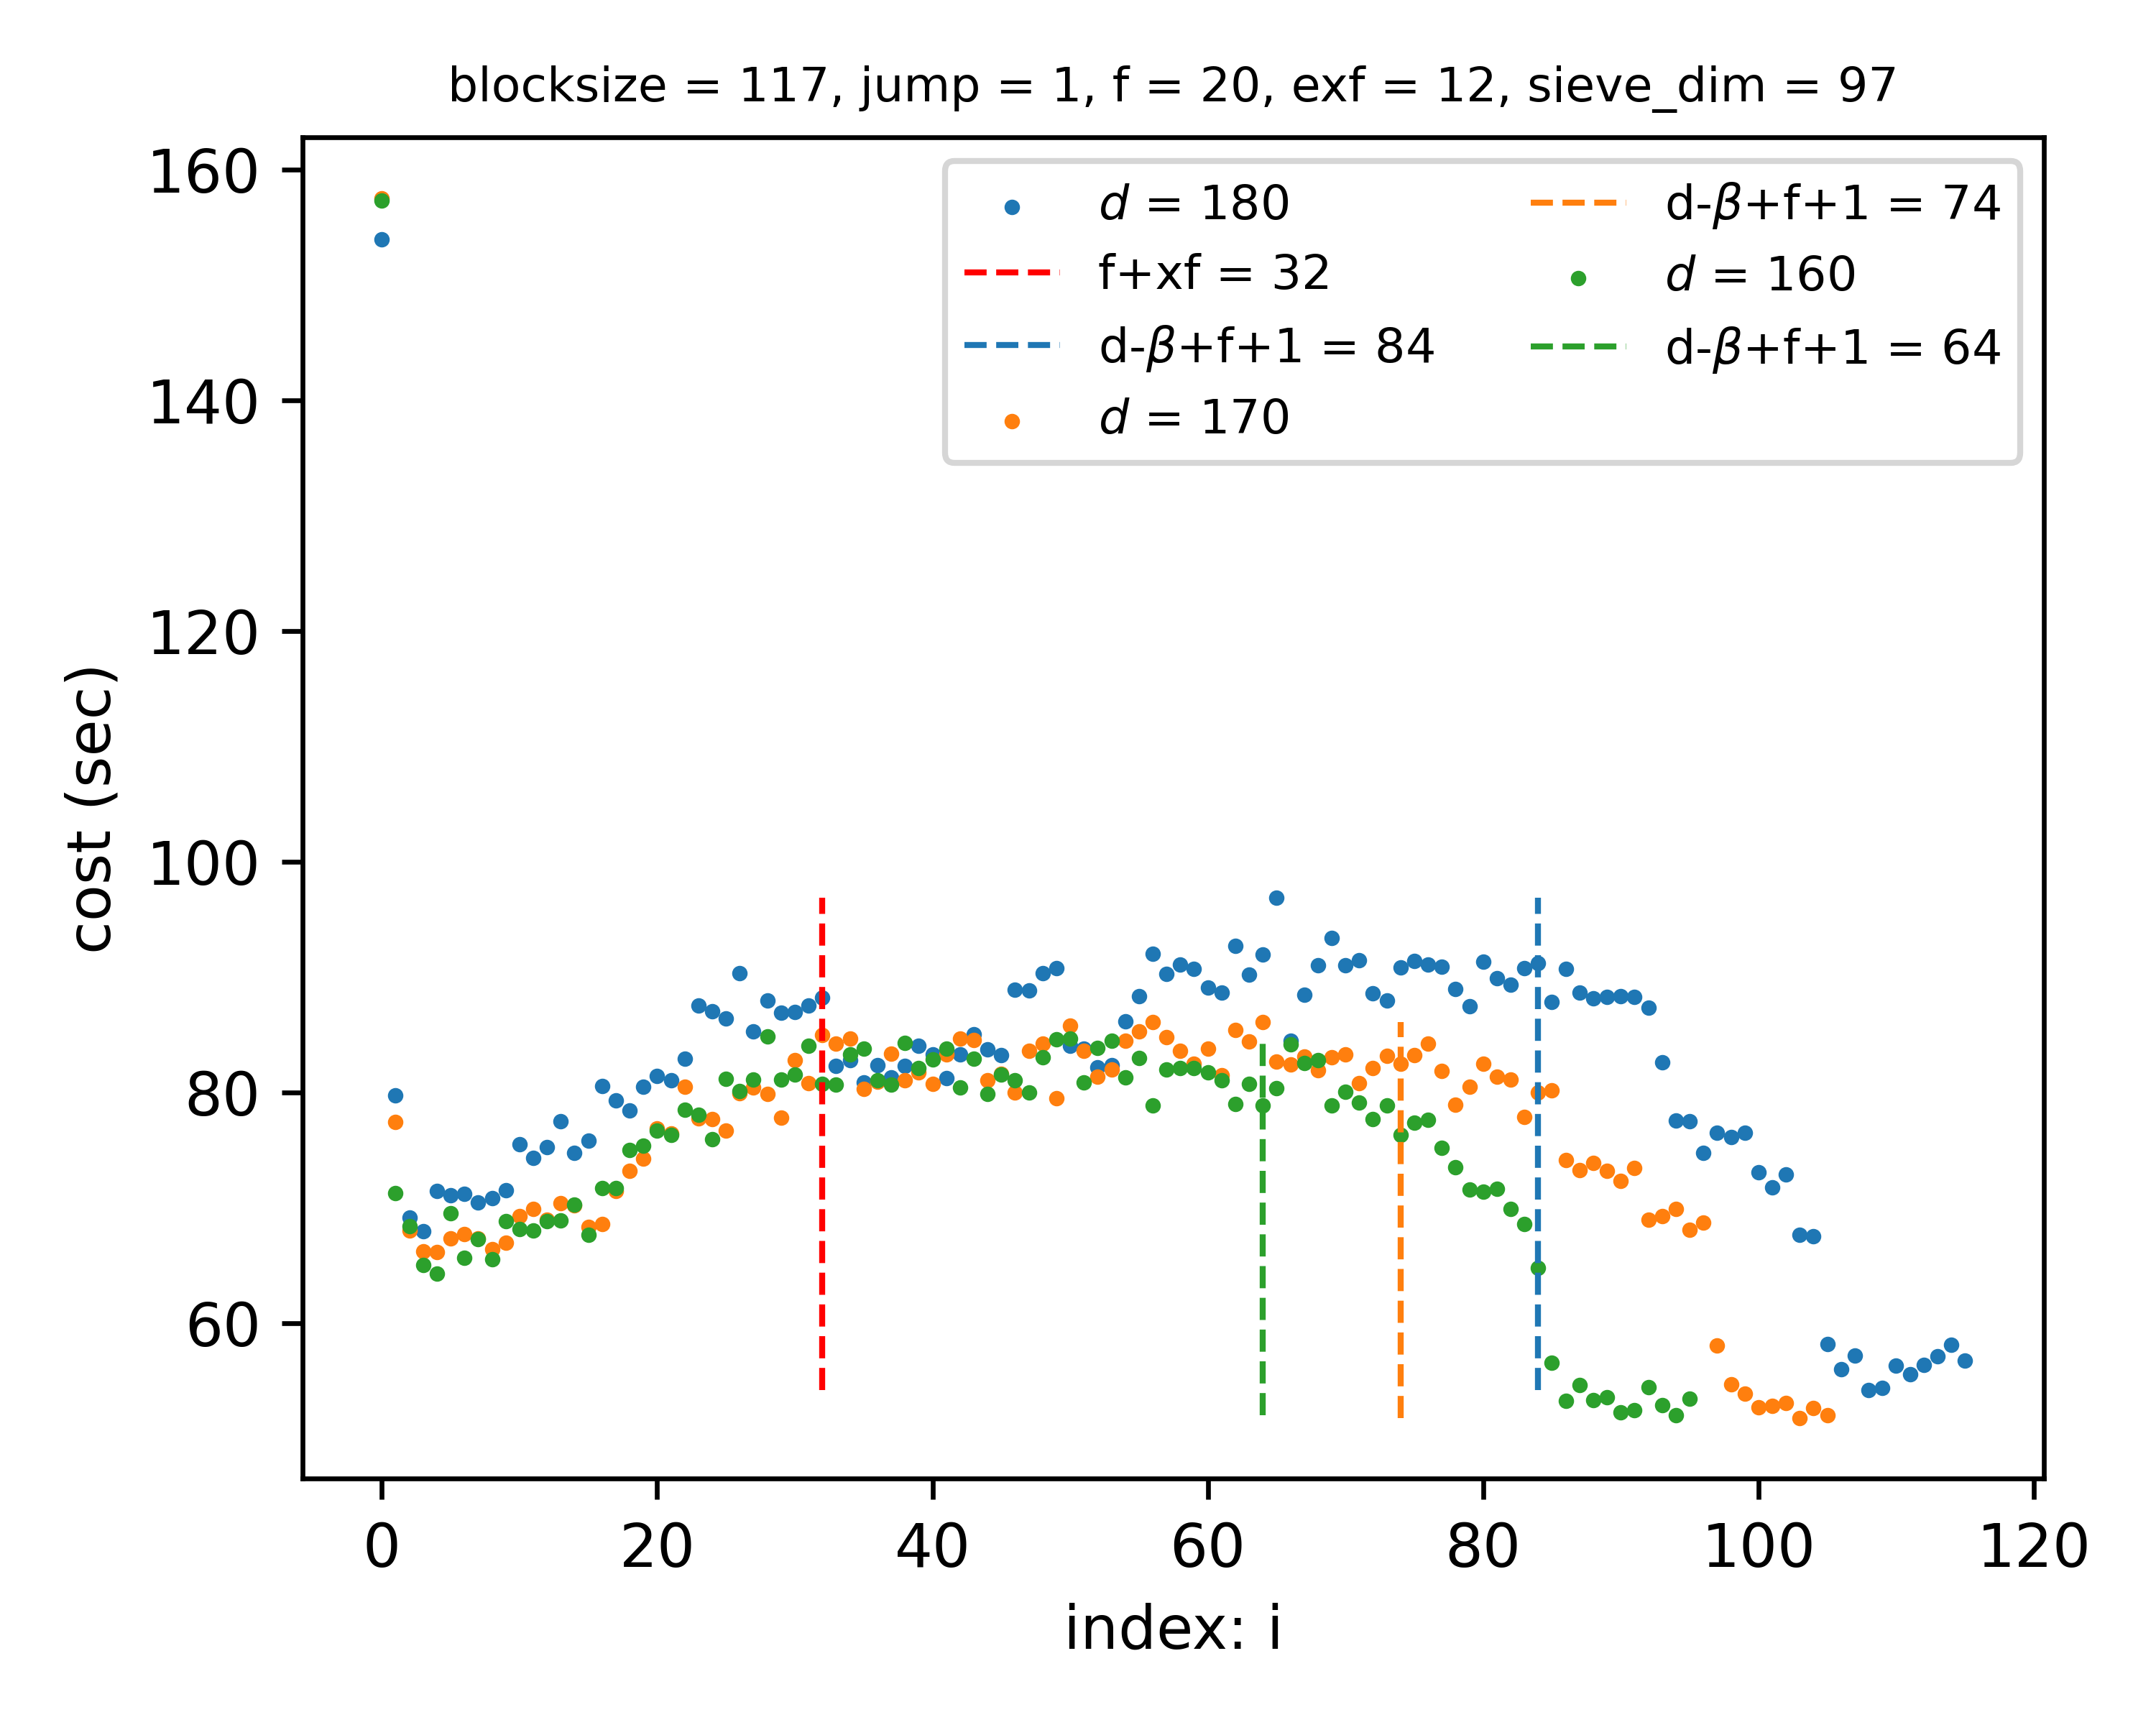 blocksize = 117, jump = 1, f = 20, exf = 12, sieve_dim = 97
160
140
120
100
80
60
cost (sec)
d = 180
f+xf = 32
d-β+f+1 = 84
d = 170
d-β+f+1 = 74
d = 160
d-β+f+1 = 64
0 20 40 60 80 100 120
index: i